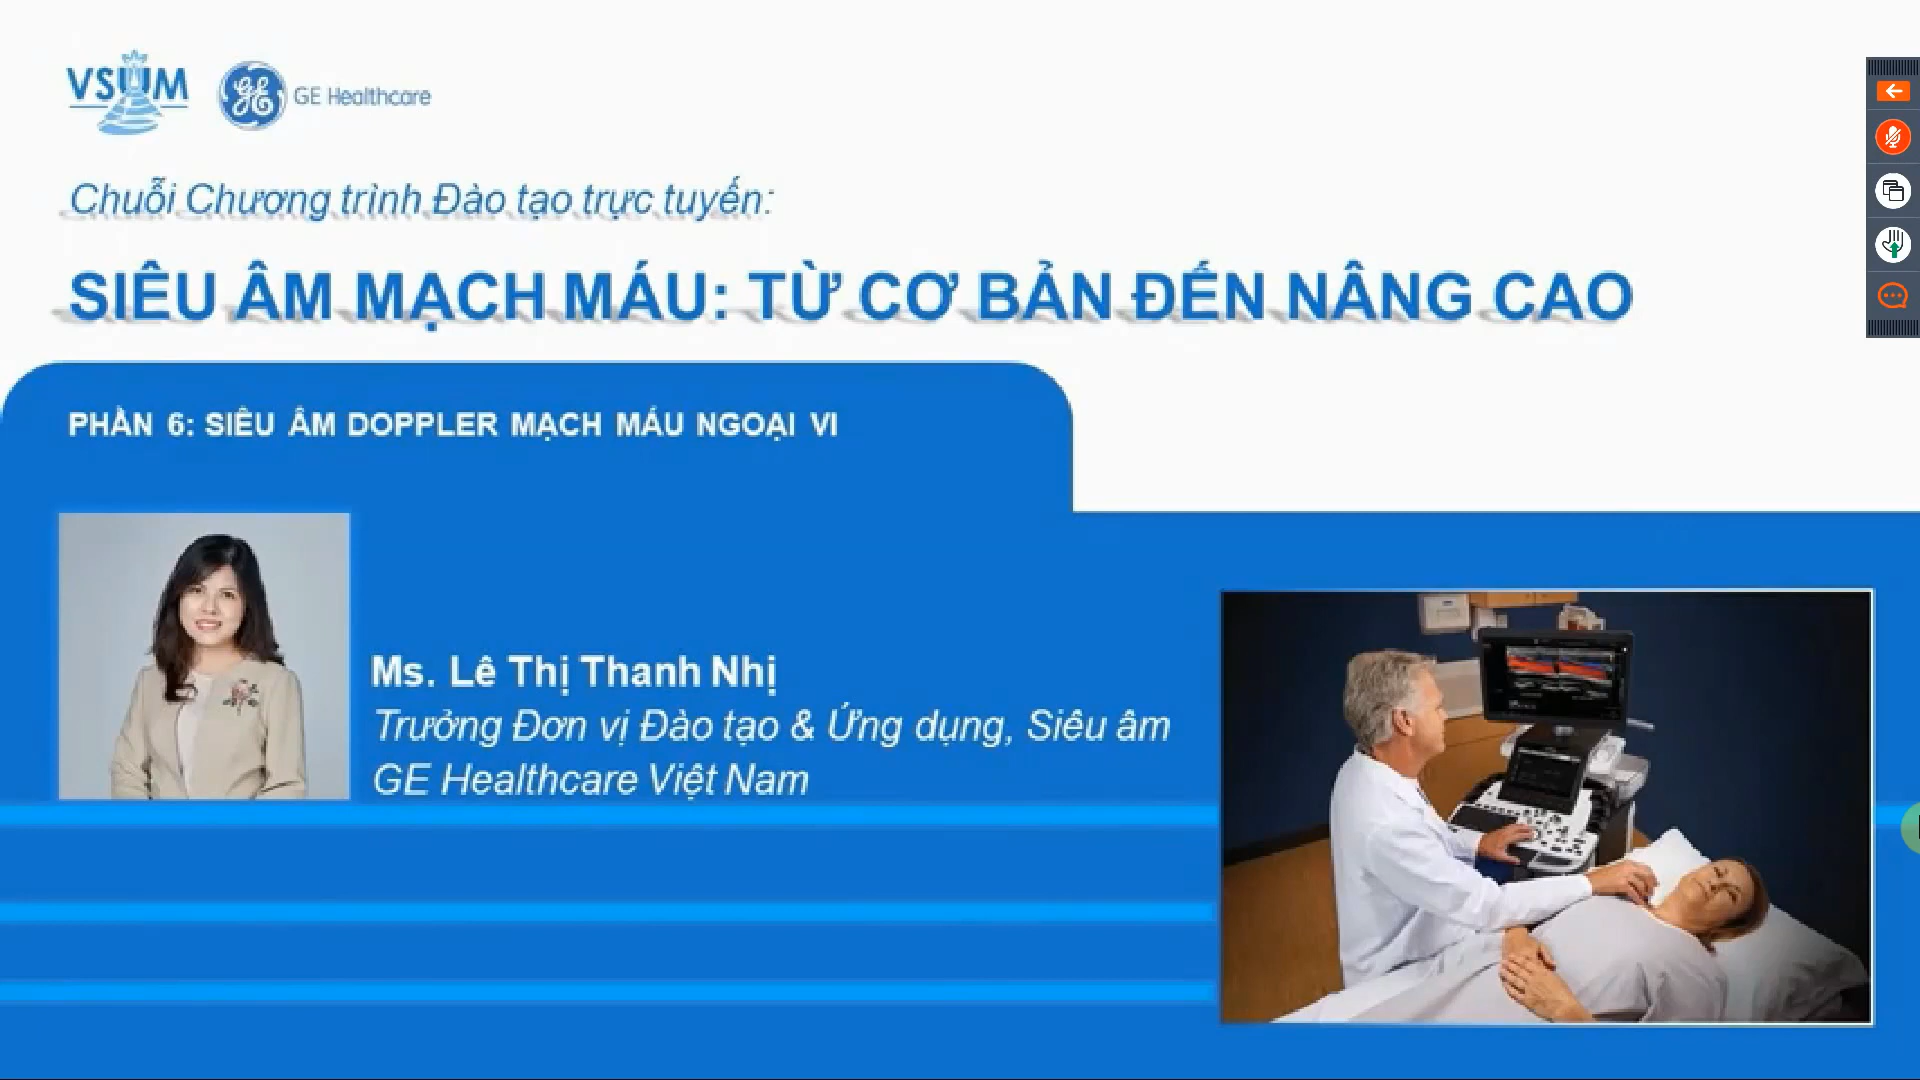 VSUM
GE Healthcare
Chuỗi Chương trình Đào tạo trực tuyến:
SIÊU ÂM MẠCH MÁU: TỪ CƠ BẢN ĐẾN NÂNG CAO
PHẦN 6: SIÊU ÂM DOPPLER MẠCH MÁU NGOẠI VI
Ms. Lê Thị Thanh Nhị
Trưởng Đơn vị Đào tạo & Ứng dụng, Siêu âm
GE Healthcare Việt Nam